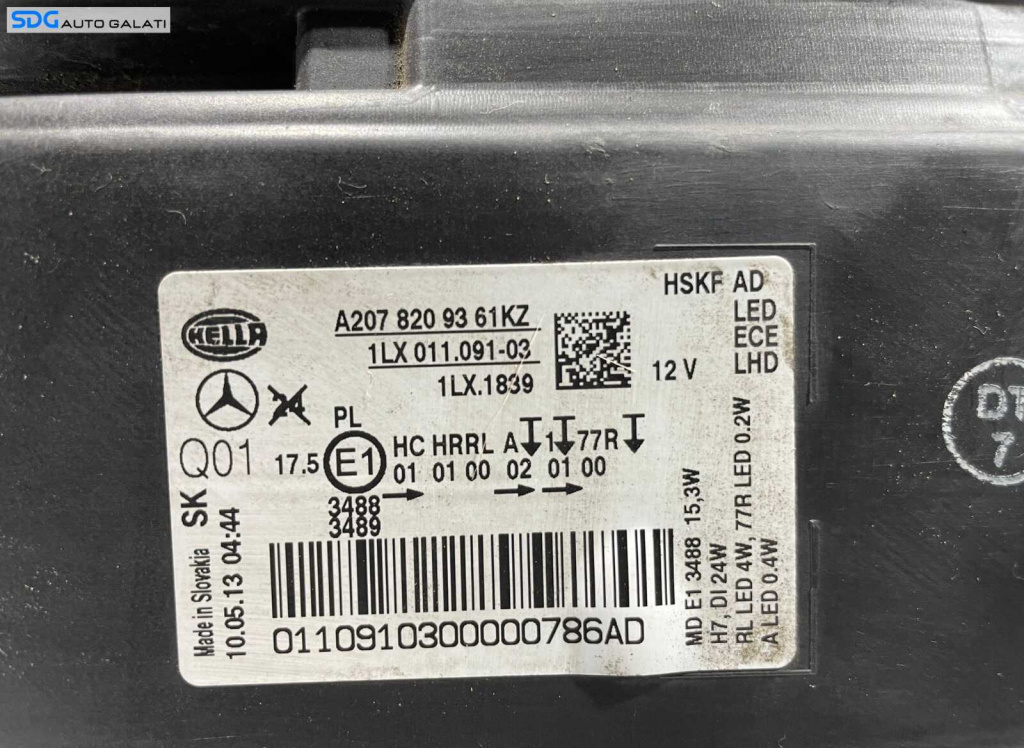 SDG AUTO GALATI
HSKF AD
LED
ECE
LHD
HELLA
A207 820 93 61KZ
1LX 011.091-03
1LX.1839
12 V
24
PL
Q01
17.5 E1 HC HRRL A 1 77R
01 01 00 02 01 00
3488
3489
SK
Made in Slovakia
10.05.13 04:44
0110910300000786AD
MD E1 3488 15,3W
H7, DI 24W
RL LED 4W, 77R LED 0.2W
A LED 0.4W
7